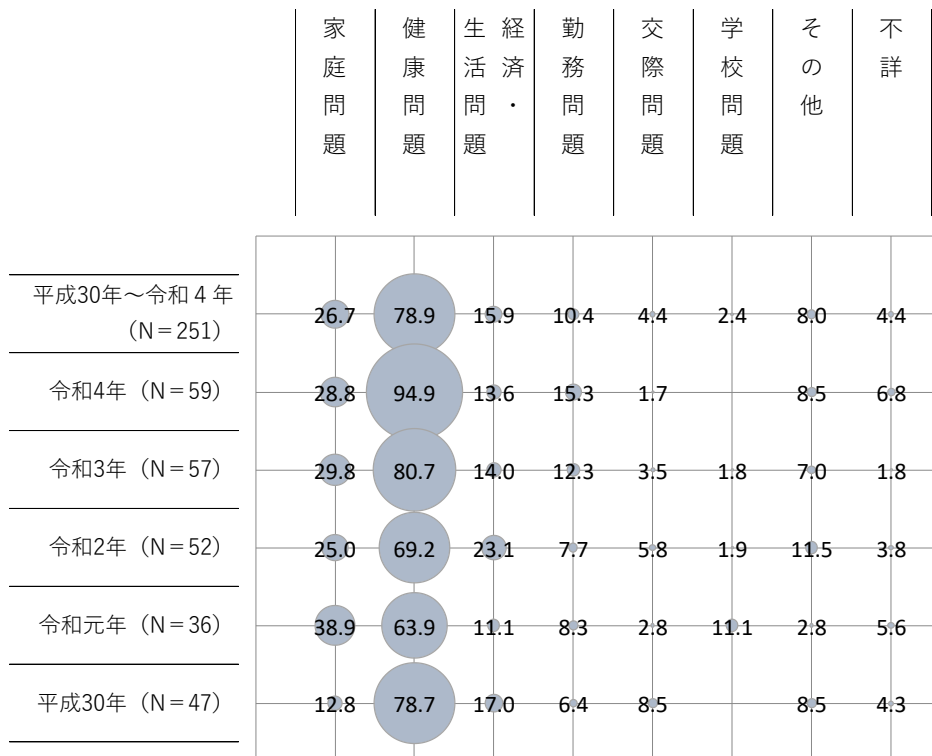 家庭問題
健康問題
経済・
生活問題
勤務問題
交際問題
学校問題
その他
不詳
平成30年～令和４年
（N＝251）
26.7 78.9 15.9 10.4 4.4 2.4 8.0 4.4
令和4年（N＝59）
28.8 94.9 13.6 15.3 1.7 8.5 6.8
令和3年（N＝57）
29.8 80.7 14.0 12.3 3.5 1.8 7.0 1.8
令和2年（N＝52）
25.0 69.2 23.1 7.7 5.8 1.9 11.5 3.8
令和元年（N＝36）
38.9 63.9 11.1 8.3 2.8 11.1 2.8 5.6
平成30年（N＝47）
12.8 78.7 17.0 6.4 8.5 8.5 4.3